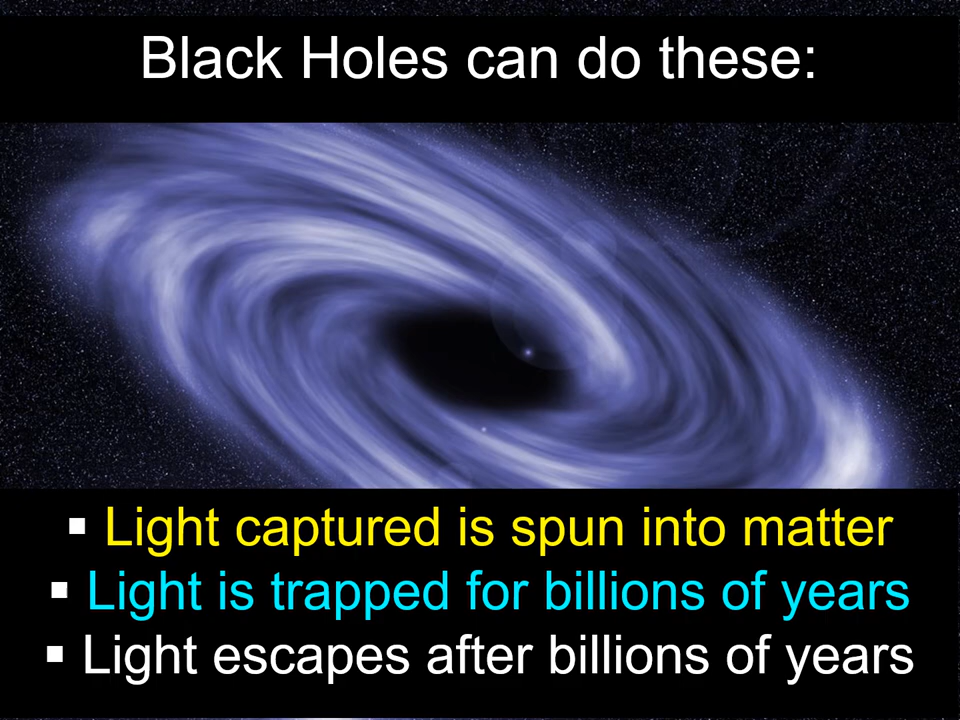 Black Holes can do these:
▪ Light captured is spun into matter
▪ Light is trapped for billions of years
▪ Light escapes after billions of years